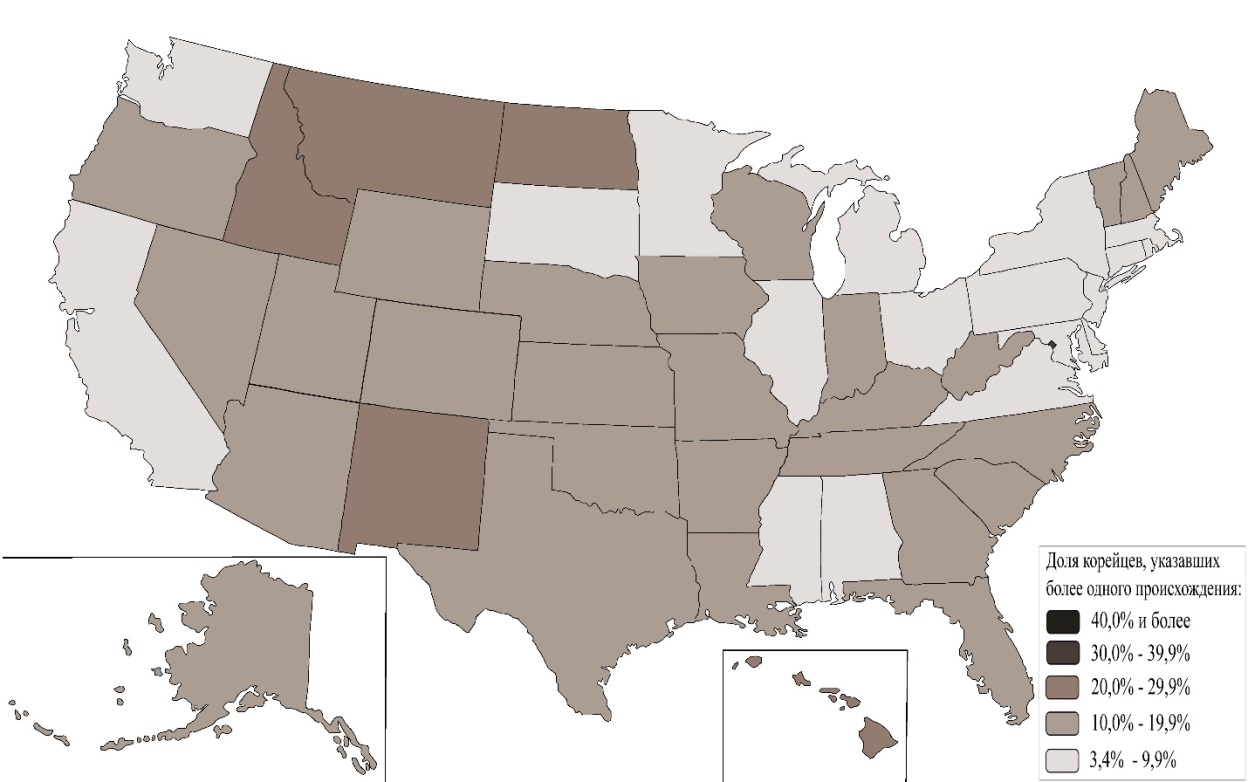 Доля корейцев, указавших
более одного происхождения:
40,0% и более
30,0% - 39,9%
20,0% - 29,9%
10,0% - 19,9%
3,4% - 9,9%